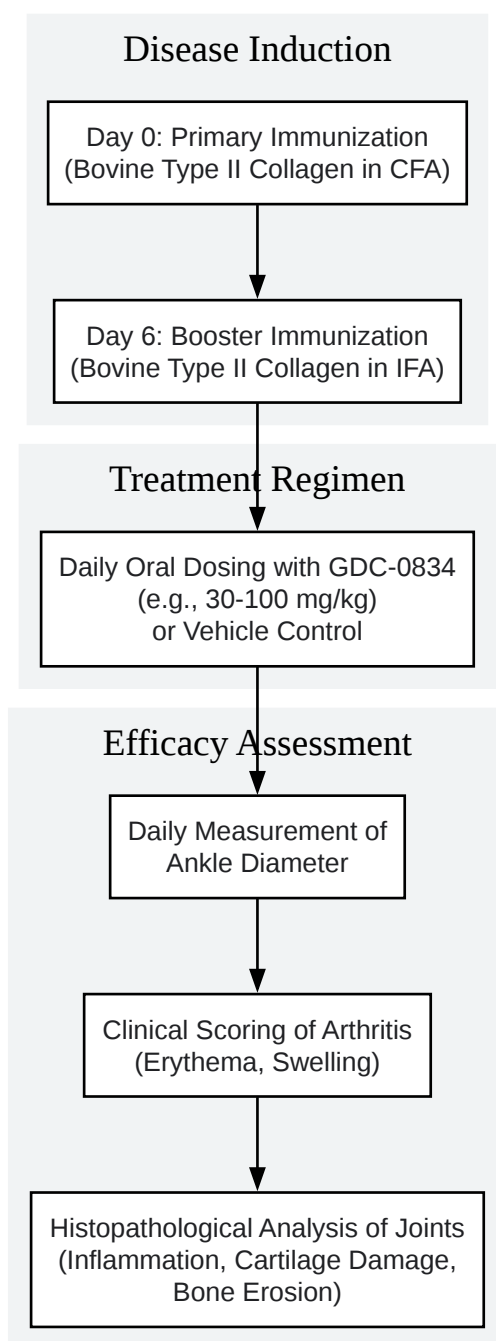 Disease Induction
Day 0: Primary Immunization
(Bovine Type II Collagen in CFA)
Day 6: Booster Immunization
(Bovine Type II Collagen in IFA)
Treatment Regimen
Daily Oral Dosing with GDC-0834
(e.g., 30-100 mg/kg)
or Vehicle Control
Efficacy Assessment
Daily Measurement of
Ankle Diameter
Clinical Scoring of Arthritis
(Erythema, Swelling)
Histopathological Analysis of Joints
(Inflammation, Cartilage Damage,
Bone Erosion)